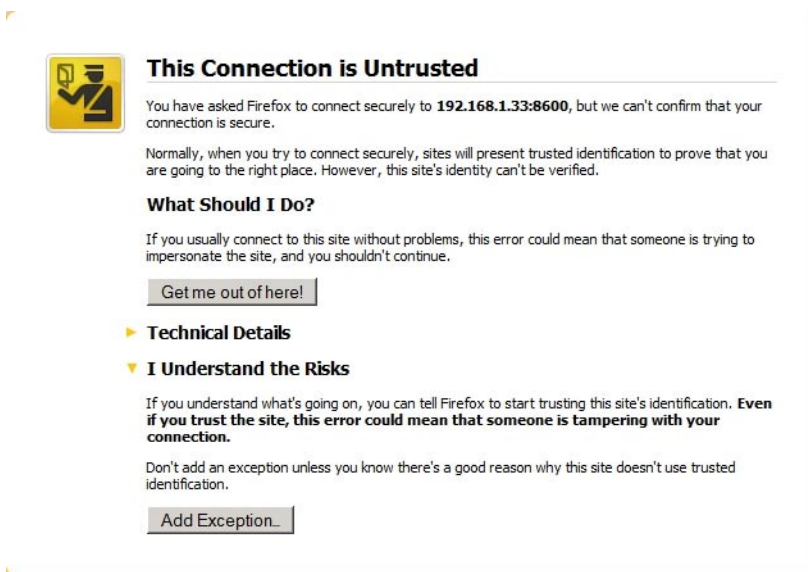 This Connection is Untrusted
You have asked Firefox to connect securely to 192.168.1.33:8600, but we can't confirm that your
connection is secure.
Normally, when you try to connect securely, sites will present trusted identification to prove that you
are going to the right place. However, this site's identity can't be verified.
What Should I Do?
If you usually connect to this site without problems, this error could mean that someone is trying to
impersonate the site, and you shouldn't continue.
Get me out of here!
Technical Details
I Understand the Risks
If you understand what's going on, you can tell Firefox to start trusting this site's identification. Even
if you trust the site, this error could mean that someone is tampering with your
connection.
Don't add an exception unless you know there's a good reason why this site doesn't use trusted
identification.
Add Exception...